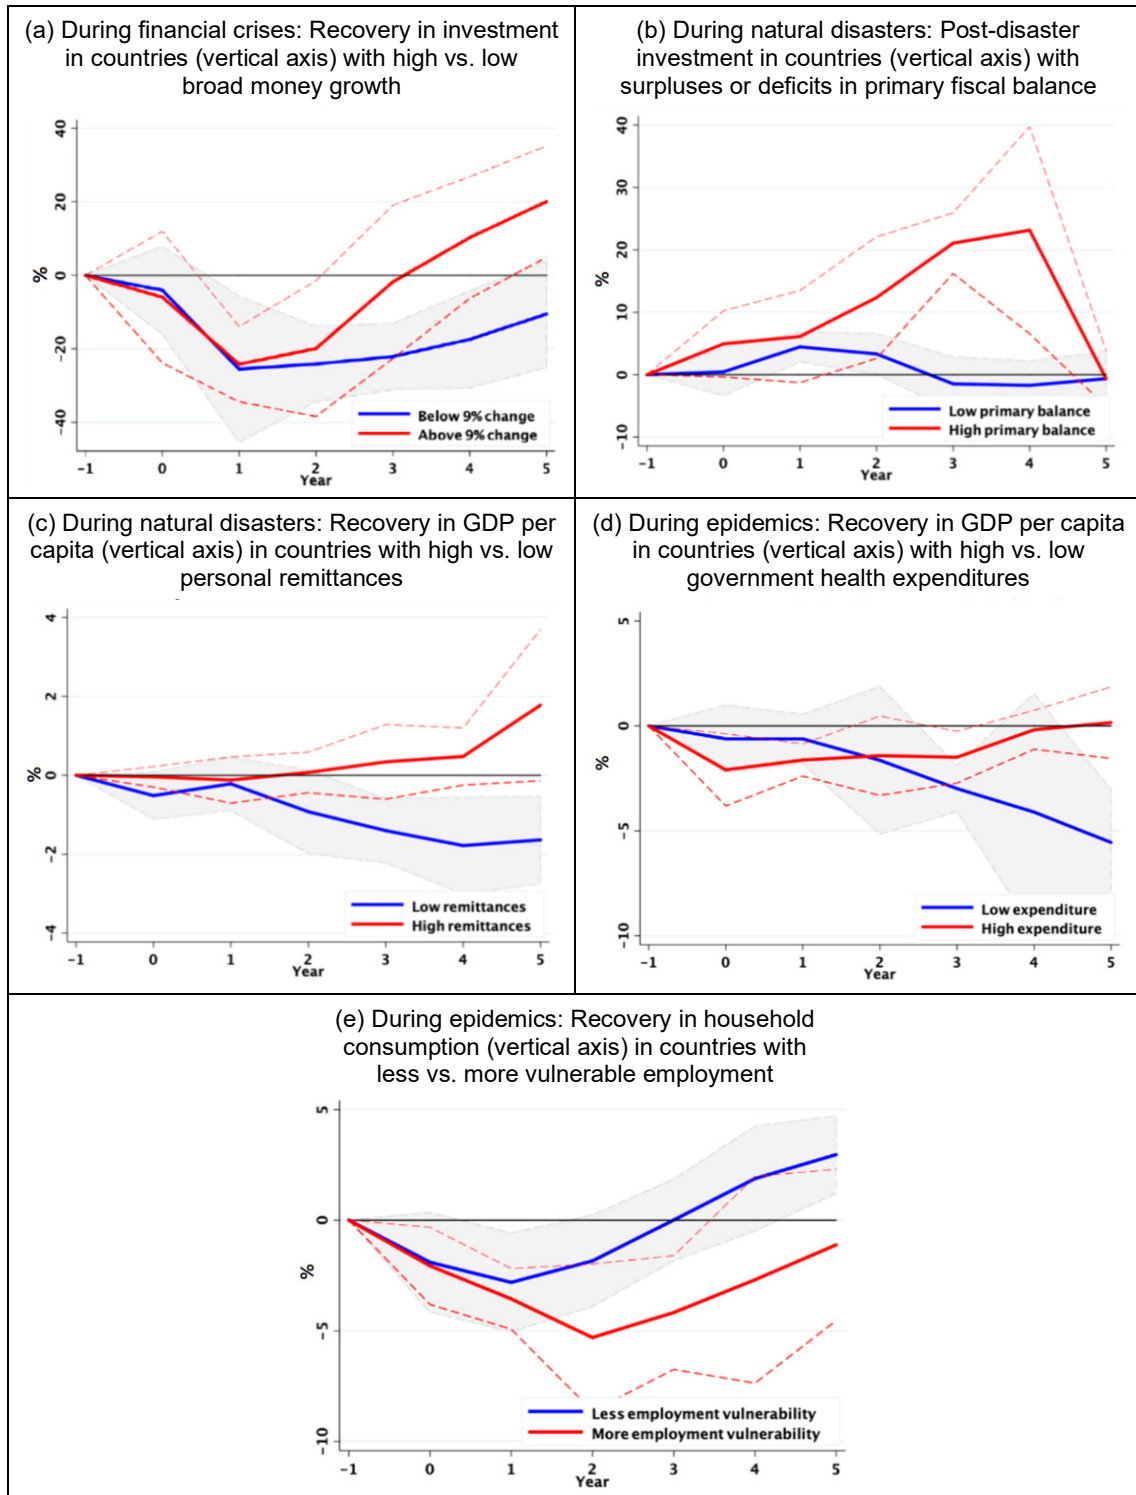 (a) During financial crises: Recovery in investment
in countries (vertical axis) with high vs. low
broad money growth
40
20
0
-20
-40
%
Below 9% change
Above 9% change
-1 0 1 2 3 4 5
Year
(b) During natural disasters: Post-disaster
investment in countries (vertical axis) with
surpluses or deficits in primary fiscal balance
40
30
20
10
0
-10
%
Low primary balance
High primary balance
-1 0 1 2 3 4 5
Year
(c) During natural disasters: Recovery in GDP per
capita (vertical axis) in countries with high vs. low
personal remittances
4
2
0
-2
-4
%
Low remittances
High remittances
-1 0 1 2 3 4 5
Year
(d) During epidemics: Recovery in GDP per capita
in countries (vertical axis) with high vs. low
government health expenditures
5
0
-5
-10
%
Low expenditure
High expenditure
-1 0 1 2 3 4 5
Year
(e) During epidemics: Recovery in household
consumption (vertical axis) in countries with
less vs. more vulnerable employment
5
0
-5
-10
%
Less employment vulnerability
More employment vulnerability
-1 0 1 2 3 4 5
Year